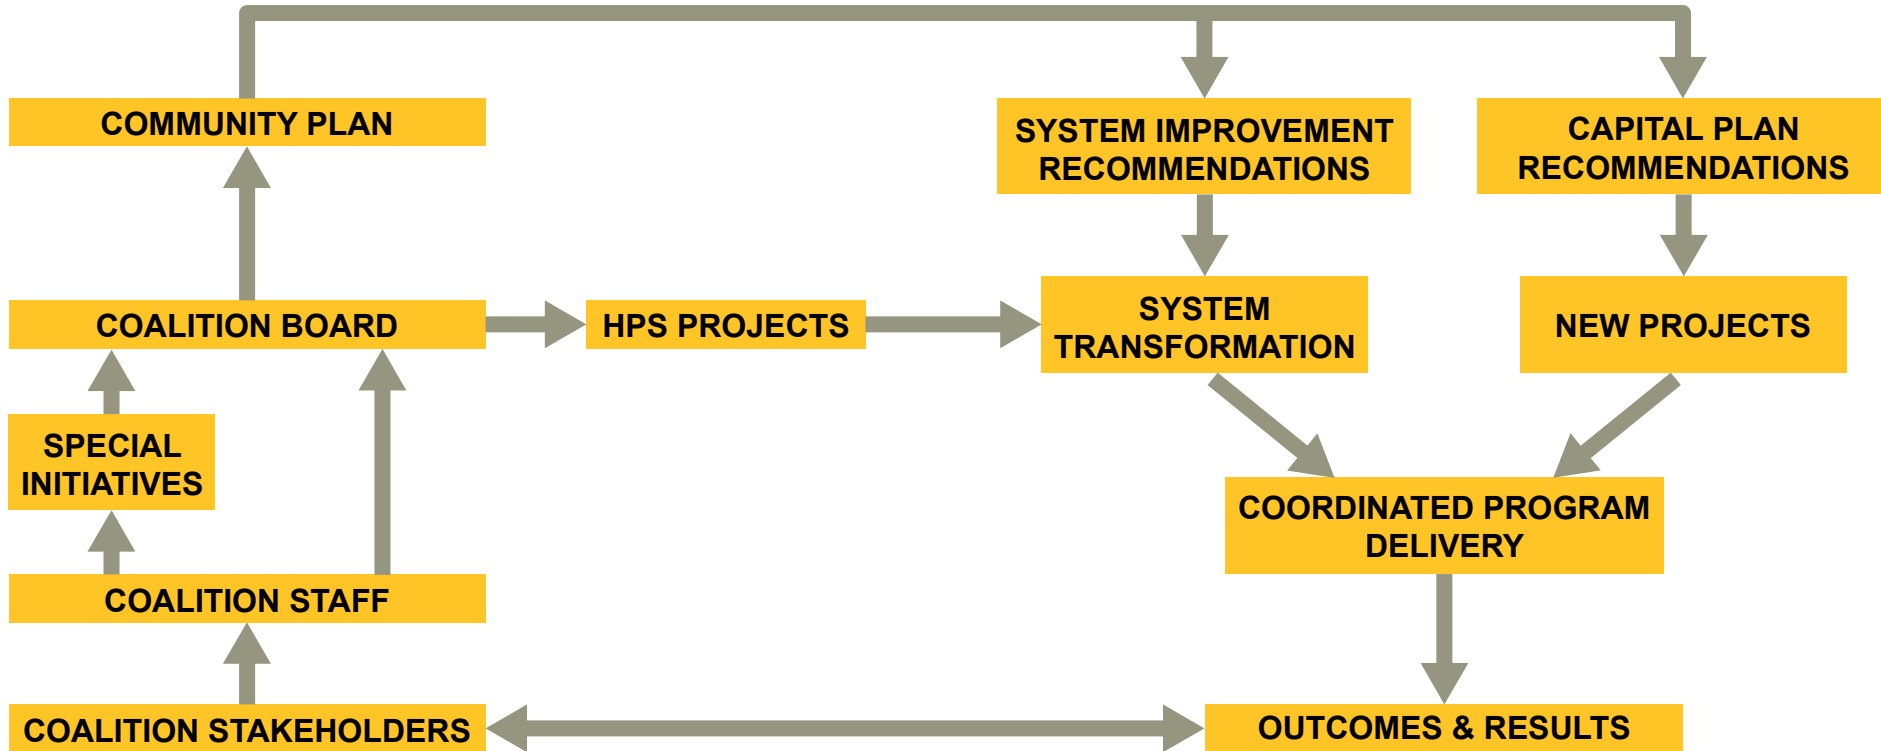 COMMUNITY PLAN
SYSTEM IMPROVEMENT
RECOMMENDATIONS
CAPITAL PLAN
RECOMMENDATIONS
COALITION BOARD
HPS PROJECTS
SYSTEM
TRANSFORMATION
NEW PROJECTS
SPECIAL
INITIATIVES
COORDINATED PROGRAM
DELIVERY
COALITION STAFF
COALITION STAKEHOLDERS
OUTCOMES & RESULTS